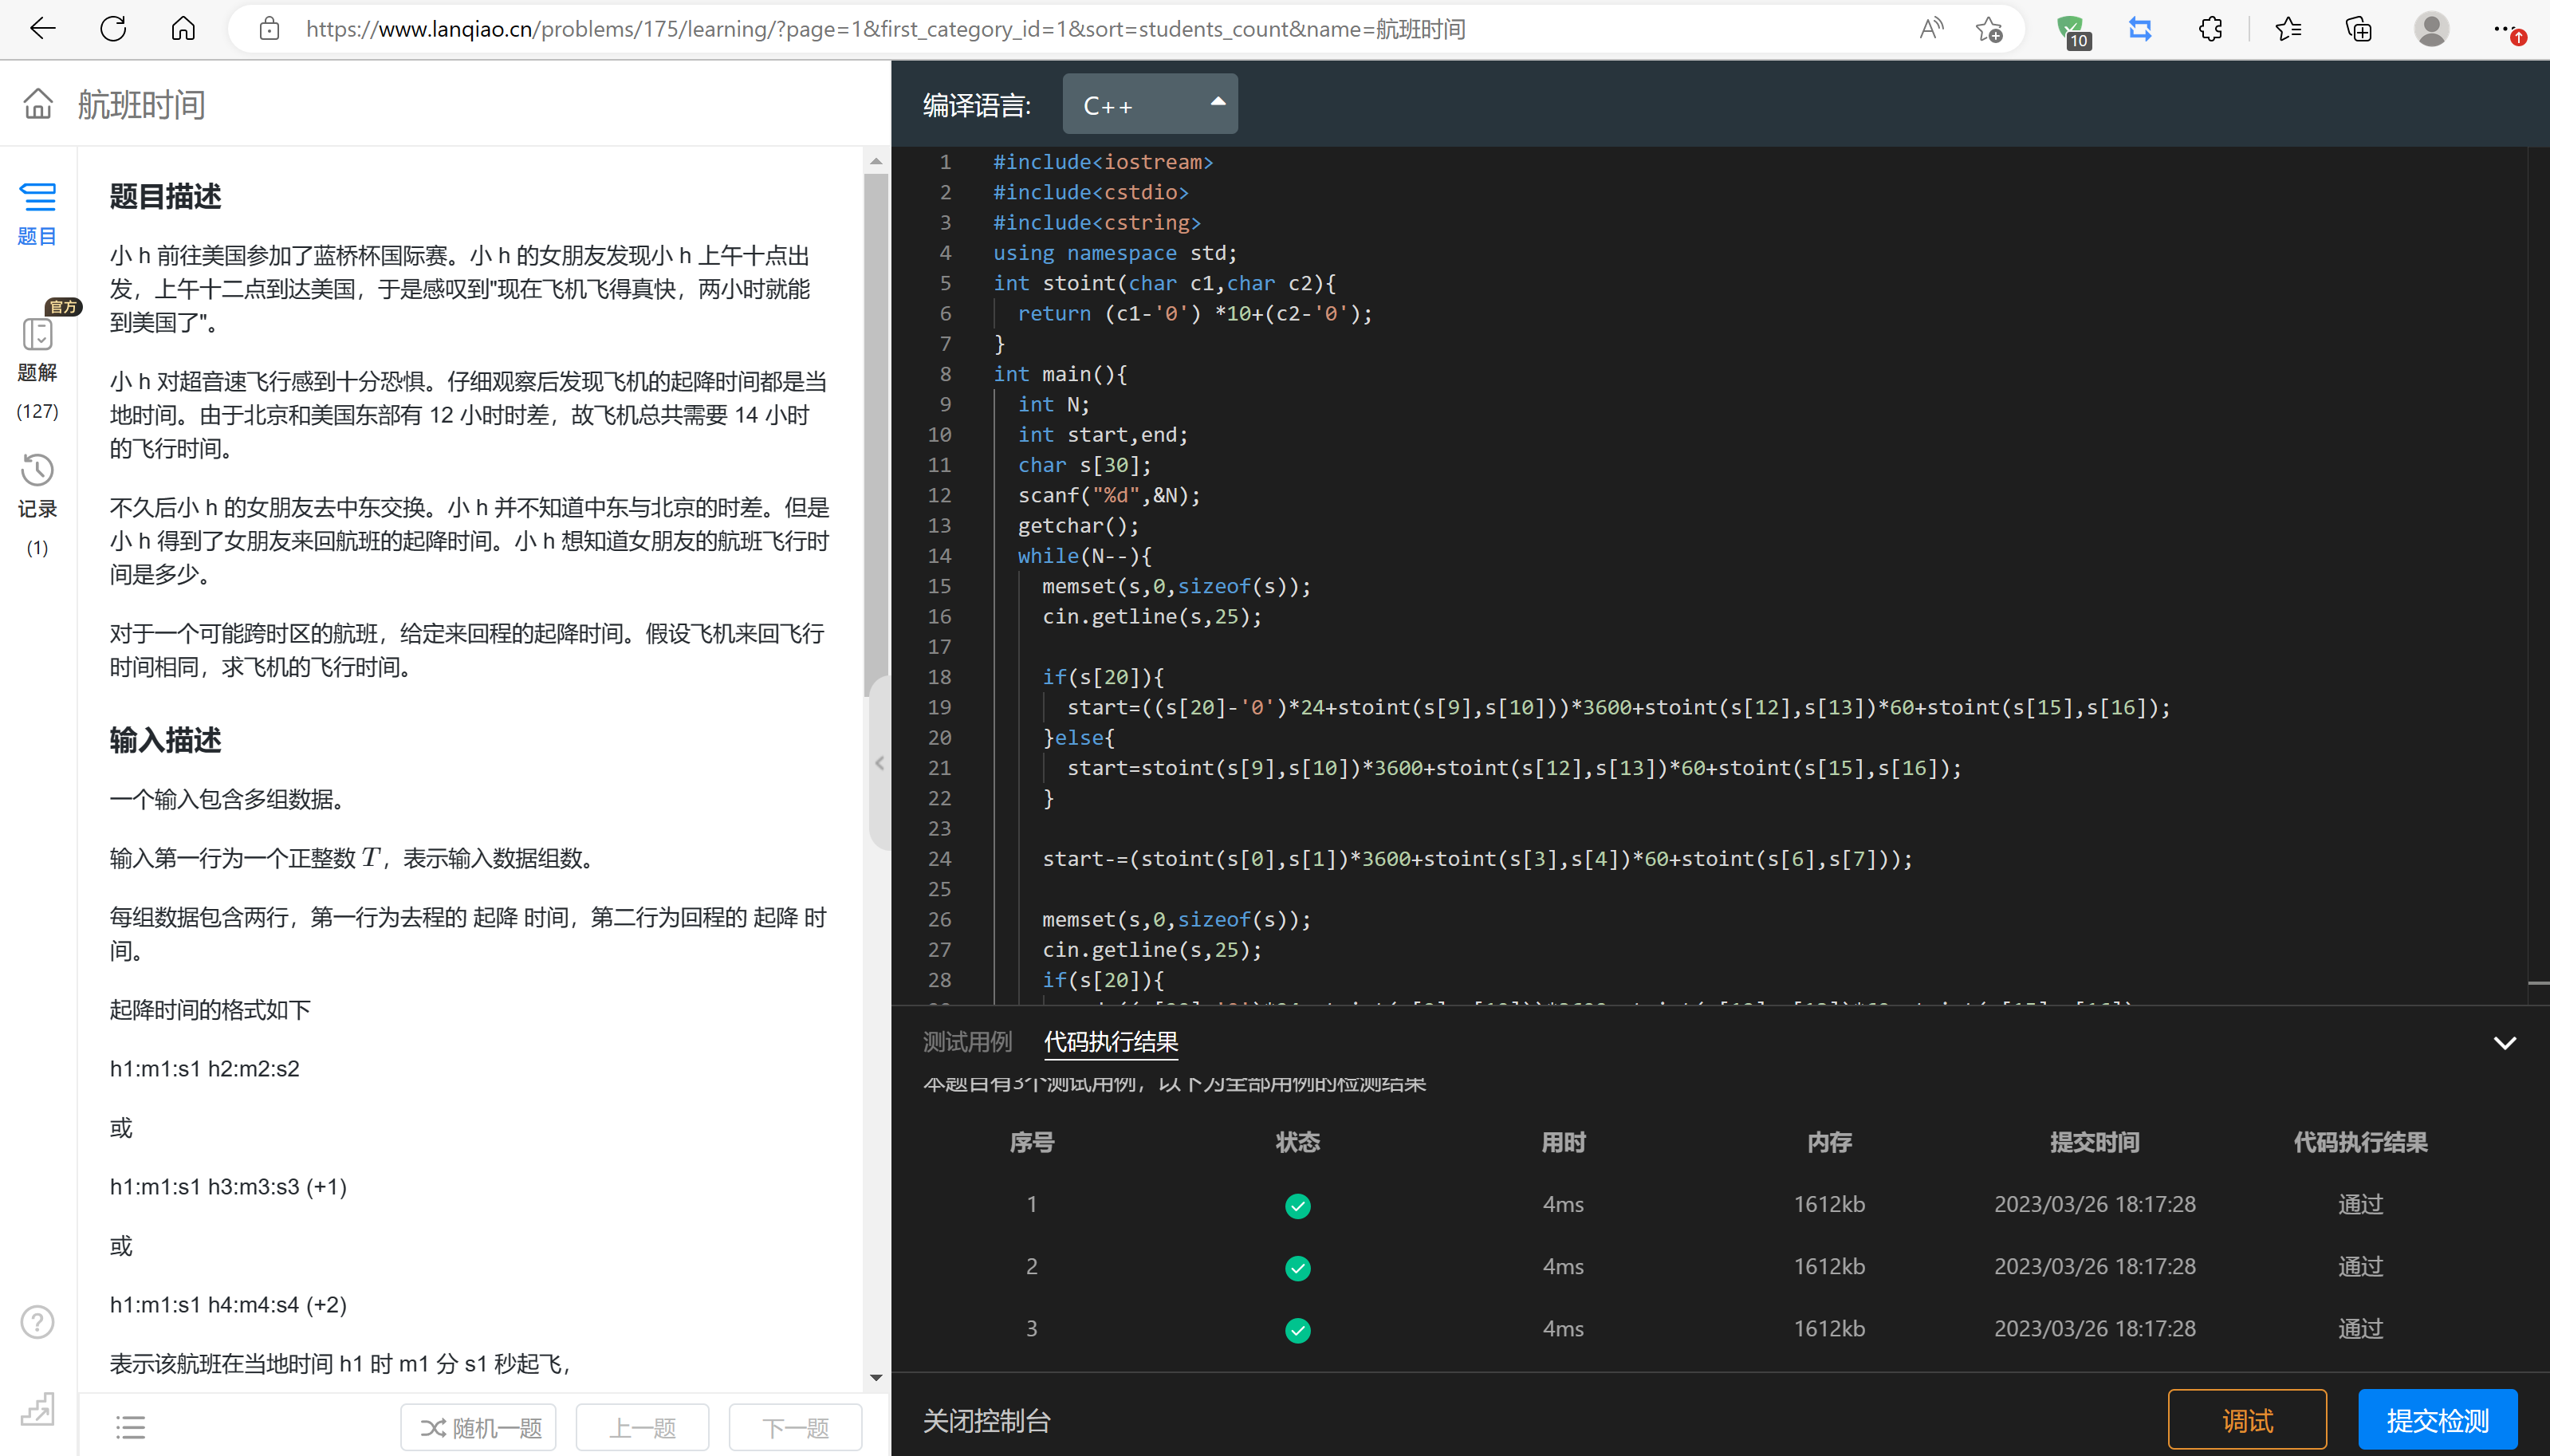 https://www.lanqiao.cn/problems/175/learning/?page=1&first_category_id=1&sort=students_count&name=航班时间
10
航班时间
编译语言:
C++
题目
官方
题解
(127)
记录
(1)
题目描述
小 h 前往美国参加了蓝桥杯国际赛。小 h 的女朋友发现小 h 上午十点出
发，上午十二点到达美国，于是感叹到"现在飞机飞得真快，两小时就能
到美国了"。
小 h 对超音速飞行感到十分恐惧。仔细观察后发现飞机的起降时间都是当
地时间。由于北京和美国东部有 12 小时时差，故飞机总共需要 14 小时
的飞行时间。
不久后小 h 的女朋友去中东交换。小 h 并不知道中东与北京的时差。但是
小 h 得到了女朋友来回航班的起降时间。小 h 想知道女朋友的航班飞行时
间是多少。
对于一个可能跨时区的航班，给定来回程的起降时间。假设飞机来回飞行
时间相同，求飞机的飞行时间。
输入描述
一个输入包含多组数据。
输入第一行为一个正整数 T，表示输入数据组数。
每组数据包含两行，第一行为去程的 起降 时间，第二行为回程的 起降 时
间。
起降时间的格式如下
h1:m1:s1 h2:m2:s2
或
h1:m1:s1 h3:m3:s3 (+1)
或
h1:m1:s1 h4:m4:s4 (+2)
表示该航班在当地时间 h1 时 m1 分 s1 秒起飞，
随机一题
上一题
下一题
1 #include<iostream>
2 #include<cstdio>
3 #include<cstring>
4 using namespace std;
5 int stoint(char c1,char c2){
6 return (c1-'0') *10+(c2-'0');
7 }
8 int main(){
9 int N;
10 int start,end;
11 char s[30];
12 scanf("%d",&N);
13 getchar();
14 while(N--){
15 memset(s,0,sizeof(s));
16 cin.getline(s,25);
17
18 if(s[20]){
19 start=((s[20]-'0')*24+stoint(s[9],s[10]))*3600+stoint(s[12],s[13])*60+stoint(s[15],s[16]);
20 }else{
21 start=stoint(s[9],s[10])*3600+stoint(s[12],s[13])*60+stoint(s[15],s[16]);
22 }
23
24 start-=(stoint(s[0],s[1])*3600+stoint(s[3],s[4])*60+stoint(s[6],s[7]));
25
26 memset(s,0,sizeof(s));
27 cin.getline(s,25);
28 if(s[20]){
测试用例
代码执行结果
本题目有3个测试用例，以下为全部用例的检测结果
序号 状态 用时 内存 提交时间 代码执行结果
1 4ms 1612kb 2023/03/26 18:17:28 通过
2 4ms 1612kb 2023/03/26 18:17:28 通过
3 4ms 1612kb 2023/03/26 18:17:28 通过
关闭控制台
调试
提交检测